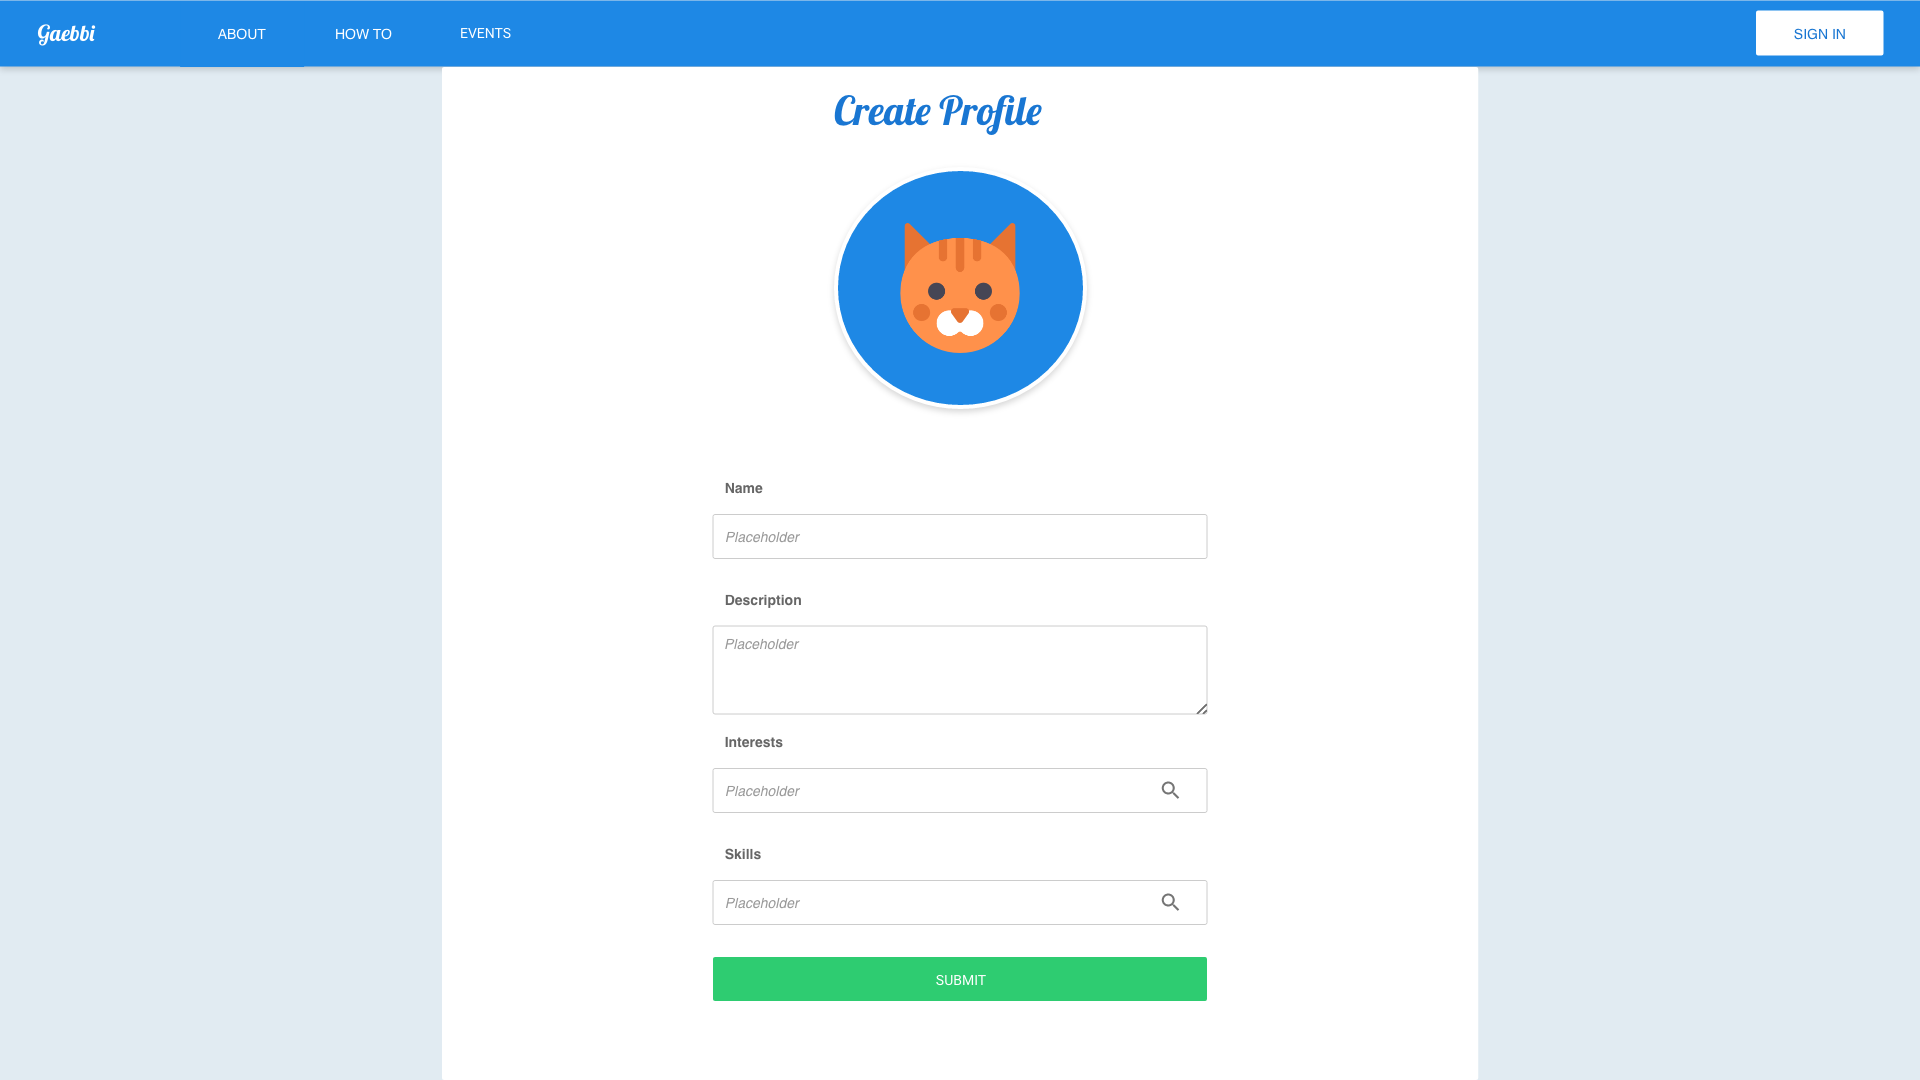 Gaebbi
ABOUT
HOW TO
EVENTS
SIGN IN
Create Profile
Name
Placeholder
Description
Placeholder
Interests
Placeholder
Skills
Placeholder
SUBMIT